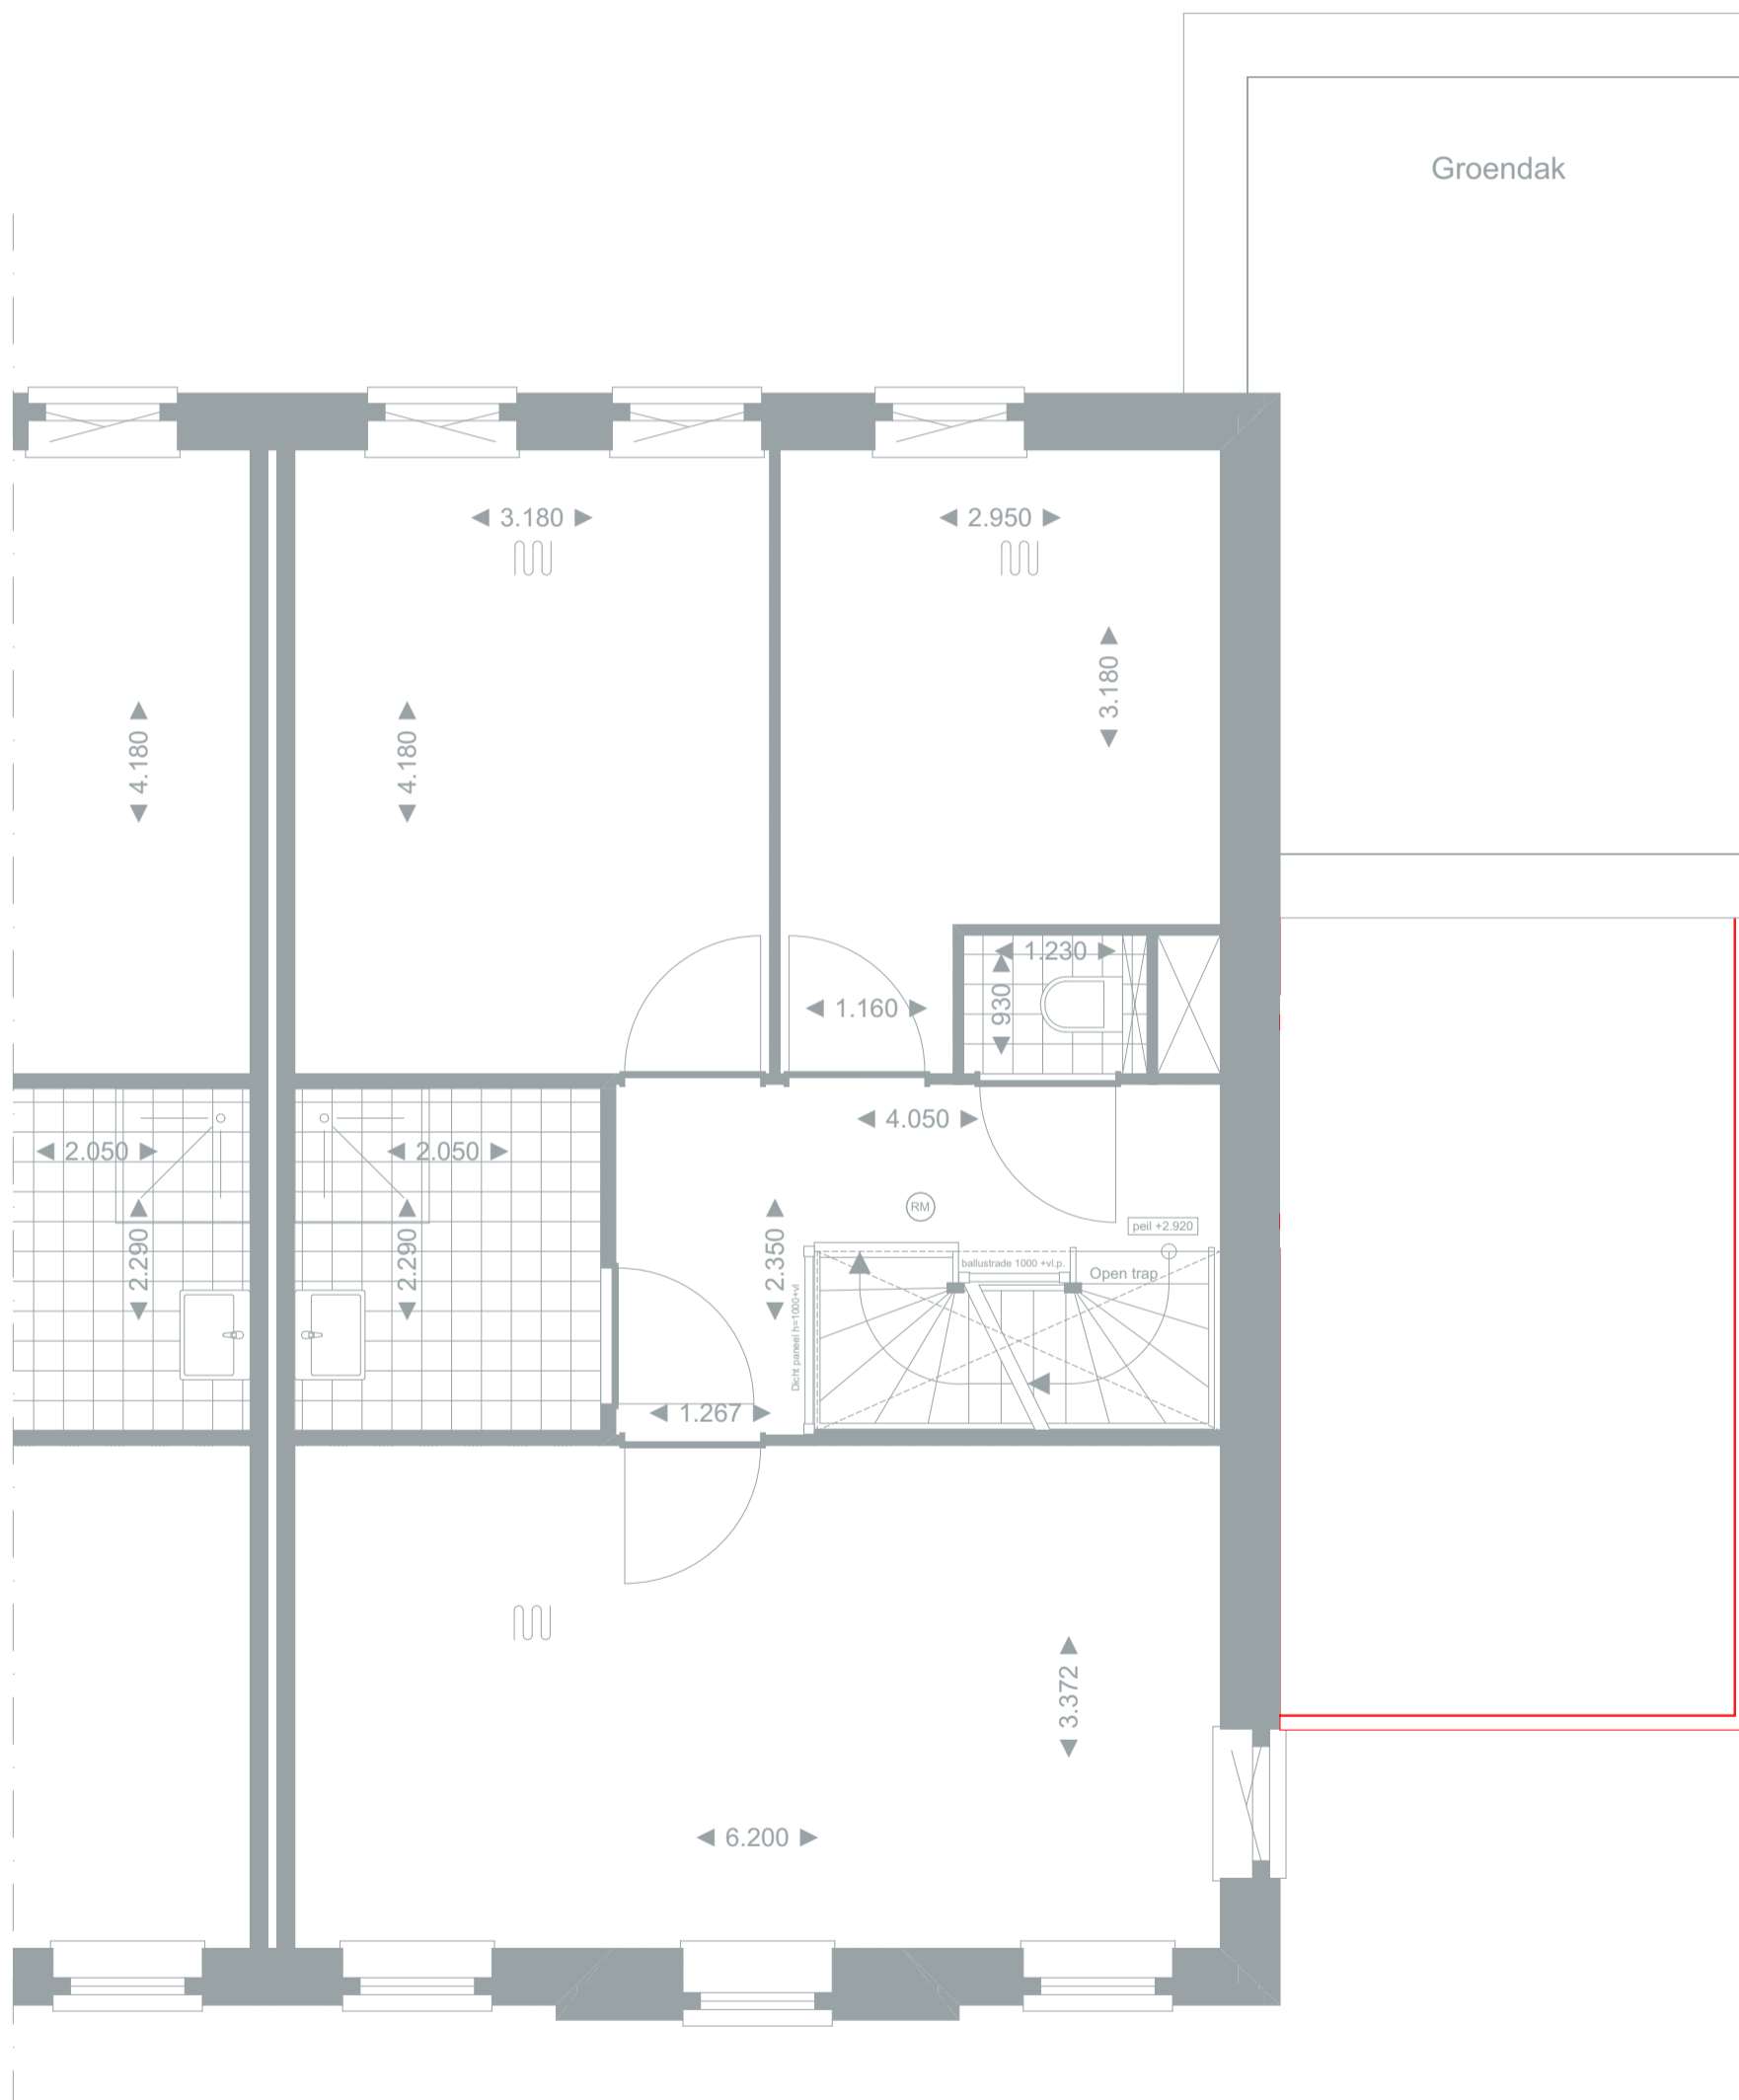 Groendak
3.180
2.950
3.180
4.180
4.180
1.230
930
1.160
4.050
2.050
2.050
RM
peil +2.920
2.290
2.290
2.350
ballustrade 1000 +vl.p.
Open trap
Dicht paneel h=1000+vl
1.267
3.372
6.200